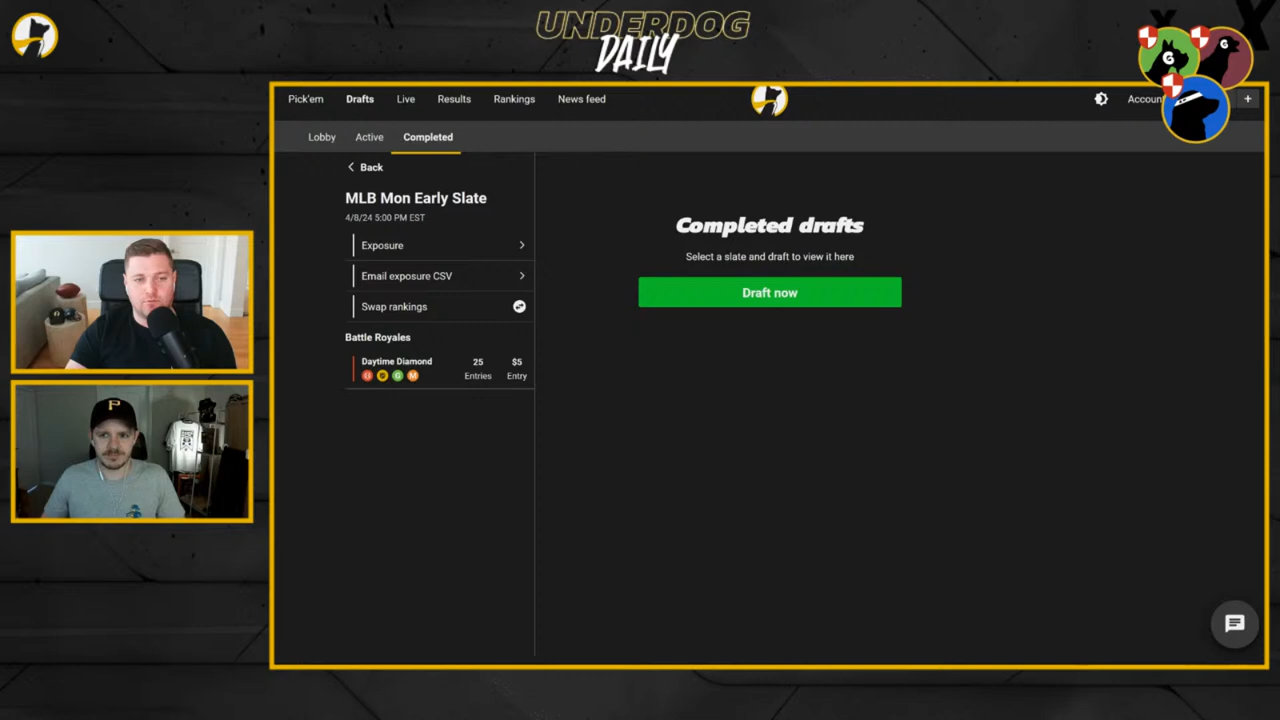 UNDERDOG
DAILY
Pick'em
Drafts
Live
Results
Rankings
News feed
Accoun
Lobby
Active
Completed
Back
MLB Mon Early Slate
4/8/24 5:00 PM EST
Exposure
Email exposure CSV
Swap rankings
Battle Royales
Daytime Diamond
25
$5
G
G
M
Entries
Entry
Completed drafts
Select a slate and draft to view it here
Draft now
G
G
P